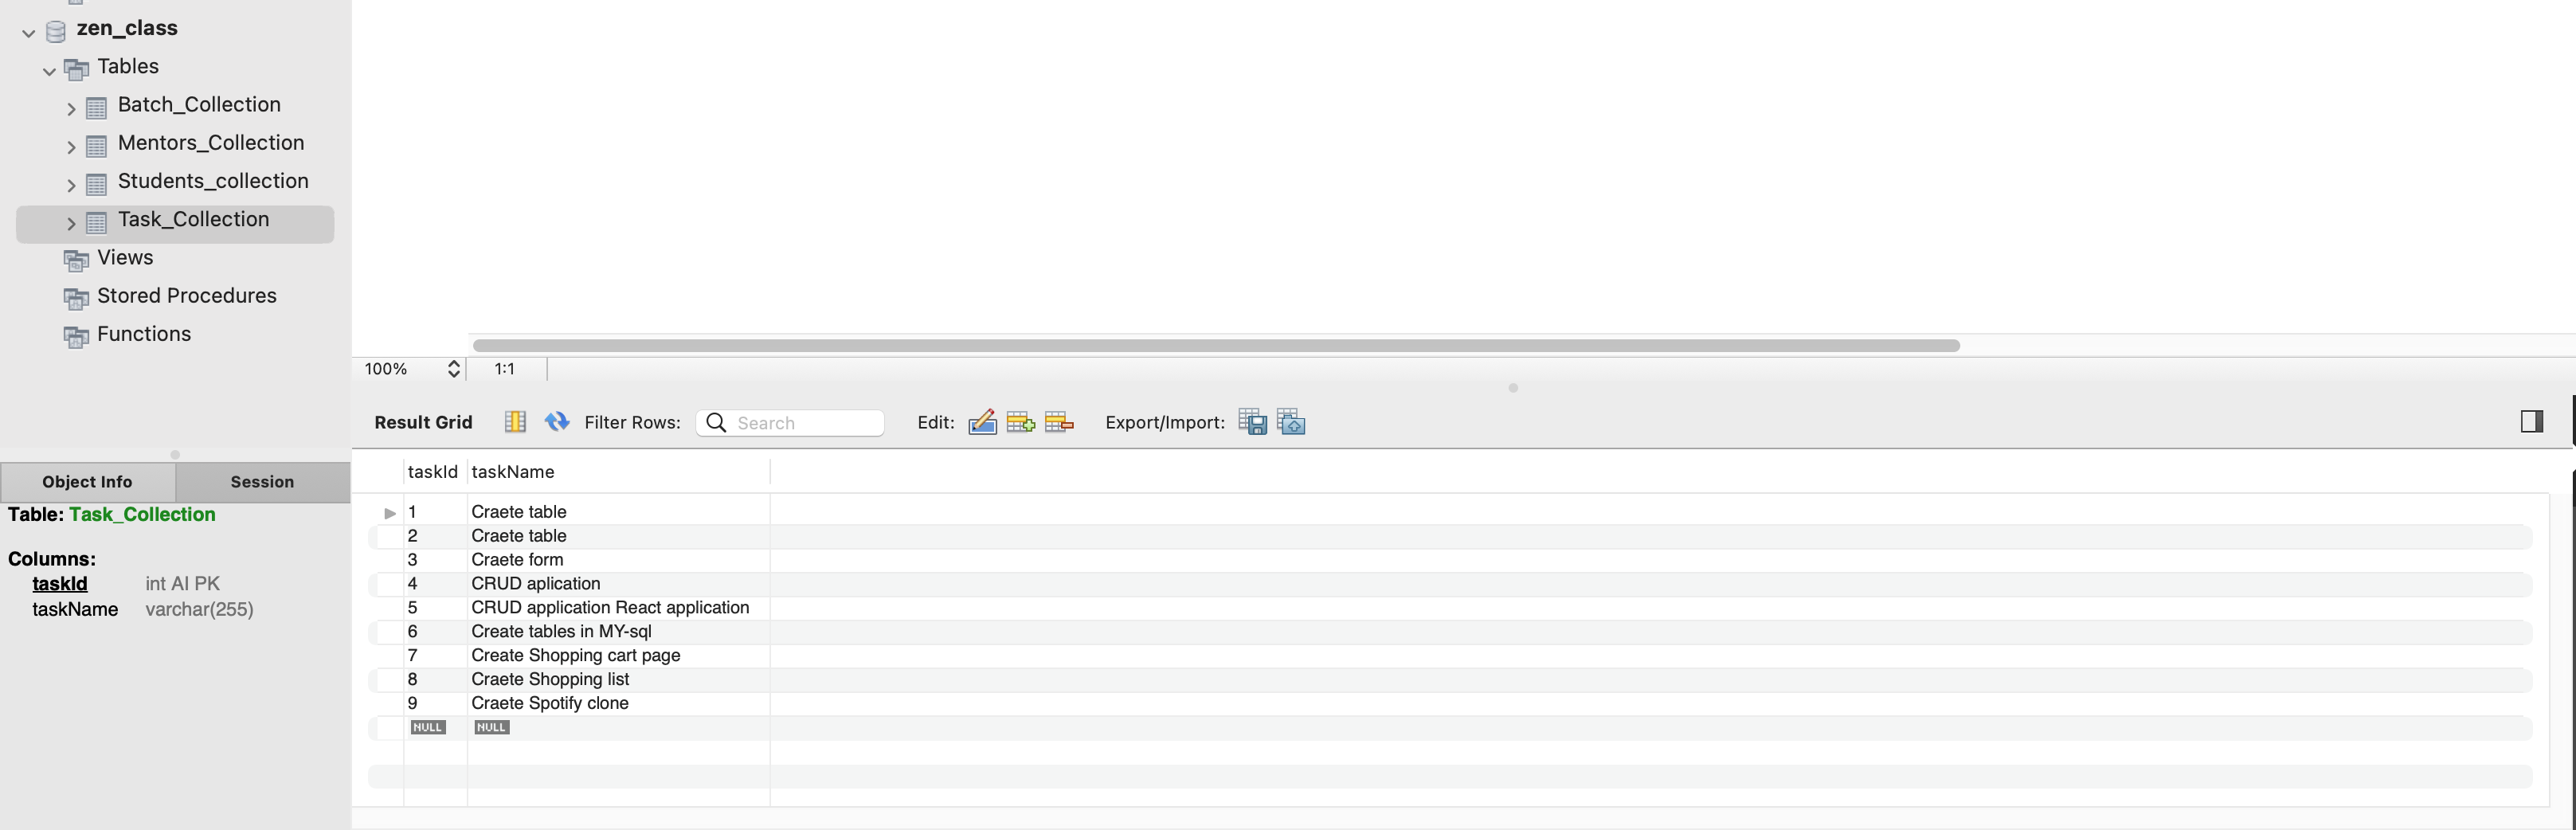 zen_class
Tables
Batch_Collection
Mentors_Collection
Students_collection
Task_Collection
Views
Stored Procedures
Functions
Object Info Session
Table: Task_Collection
Columns:
taskId int AI PK
taskName varchar(255)
100% 1:1
Result Grid Filter Rows: Search Edit: Export/Import:
taskId taskName
1 Craete table
2 Craete table
3 Craete form
4 CRUD aplication
5 CRUD application React application
6 Create tables in MY-sql
7 Create Shopping cart page
8 Craete Shopping list
9 Craete Spotify clone
NULL NULL